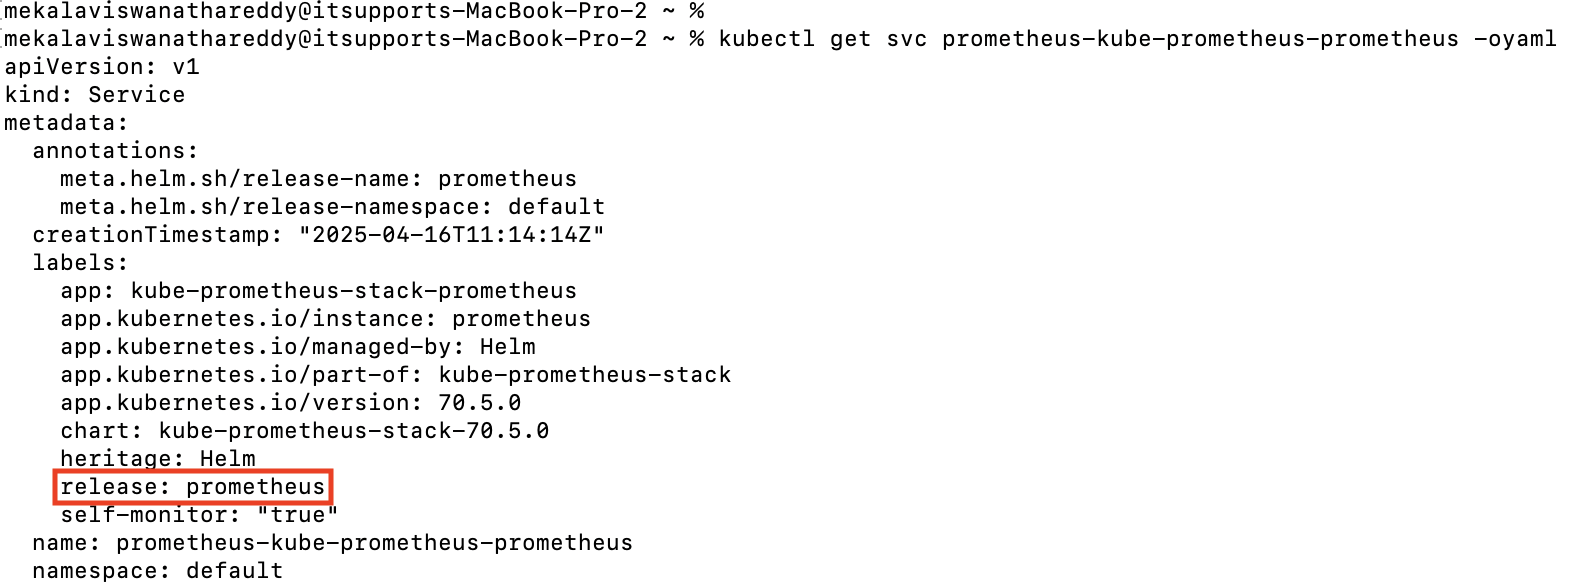 mekalaviswanathareddy@itsupports-MacBook-Pro-2 ~ %
mekalaviswanathareddy@itsupports-MacBook-Pro-2 ~ % kubectl get svc prometheus-kube-prometheus-prometheus -oyaml
apiVersion: v1
kind: Service
metadata:
  annotations:
    meta.helm.sh/release-name: prometheus
    meta.helm.sh/release-namespace: default
  creationTimestamp: "2025-04-16T11:14:14Z"
  labels:
    app: kube-prometheus-stack-prometheus
    app.kubernetes.io/instance: prometheus
    app.kubernetes.io/managed-by: Helm
    app.kubernetes.io/part-of: kube-prometheus-stack
    app.kubernetes.io/version: 70.5.0
    chart: kube-prometheus-stack-70.5.0
    heritage: Helm
    release: prometheus
    self-monitor: "true"
  name: prometheus-kube-prometheus-prometheus
  namespace: default